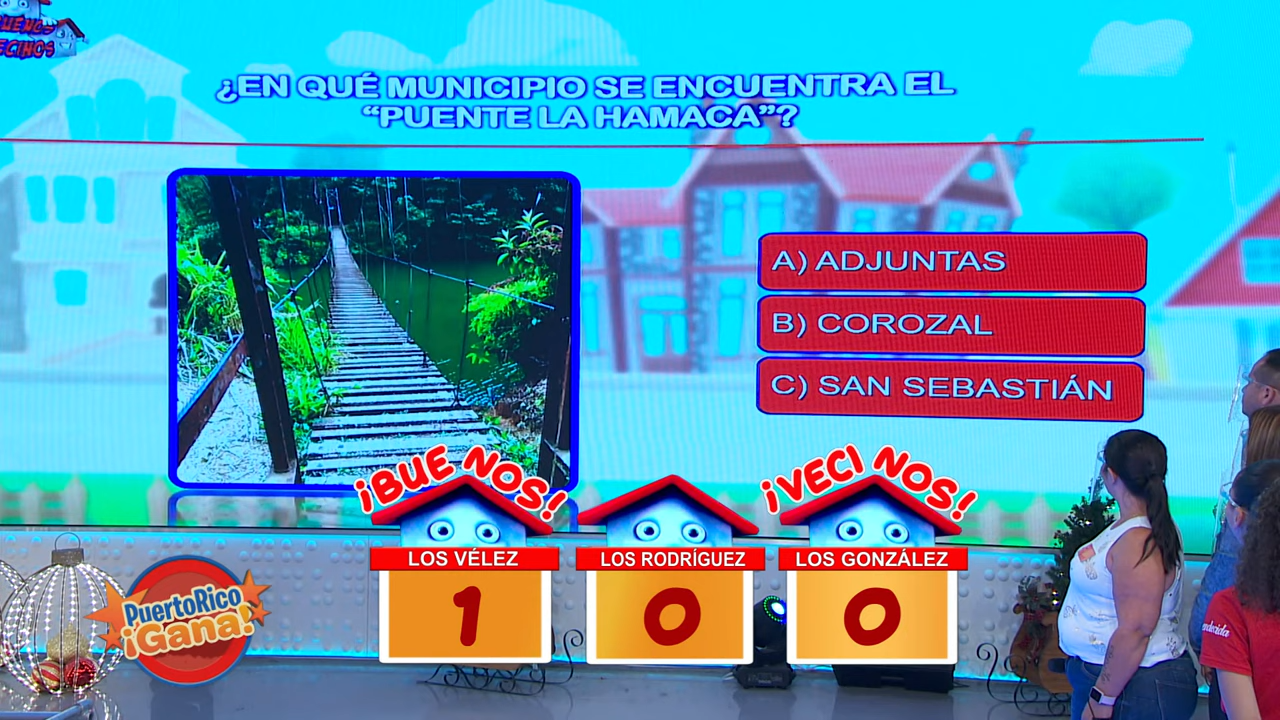 ¿EN QUÉ MUNICIPIO SE ENCUENTRA EL
“PUENTE LA HAMACA”?
A) ADJUNTAS
B) COROZAL
C) SAN SEBASTIÁN
¡BUE NOS!
¡VECI NOS!
LOS VÉLEZ
LOS RODRÍGUEZ
LOS GONZÁLEZ
1
0
0
PuertoRico
¡Gana!